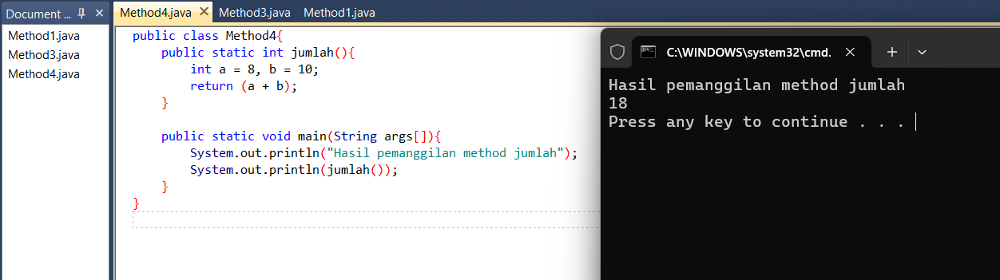 Document ...
Method1.java
Method3.java
Method4.java
Method4.java Method3.java Method1.java
public class Method4{
    public static int jumlah(){
        int a = 8, b = 10;
        return (a + b);
    }

    public static void main(String args[]){
        System.out.println("Hasil pemanggilan method jumlah");
        System.out.println(jumlah());
    }
}
C:\WINDOWS\system32\cmd.
Hasil pemanggilan method jumlah
18
Press any key to continue . . .